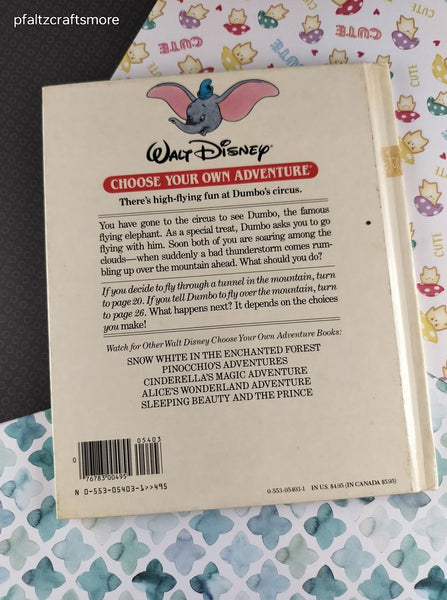 pfaltzcraftsmore
CUTE
CUTE
CUTE
CUTE
WALT DISNEY
CHOOSE YOUR OWN ADVENTURE®
There's high-flying fun at Dumbo's circus.
You have gone to the circus to see Dumbo, the famous
flying elephant. As a special treat, Dumbo asks you to go
flying with him. Soon both of you are soaring among the
clouds—when suddenly a bad thunderstorm comes rum-
bling up over the mountain ahead. What should you do?
If you decide to fly through a tunnel in the mountain, turn
to page 20. If you tell Dumbo to fly over the mountain, turn
to page 26. What happens next? It depends on the choices
you make!
Watch for Other Walt Disney Choose Your Own Adventure Books:
SNOW WHITE IN THE ENCHANTED FOREST
PINOCCHIO'S ADVENTURES
CINDERELLA'S MAGIC ADVENTURE
ALICE'S WONDERLAND ADVENTURE
SLEEPING BEAUTY AND THE PRINCE
05403
0
76783 00495
N 0-553-05403-1>>495
0-553-05403-1 IN U.S. $4.95 (IN CANADA $5.95)